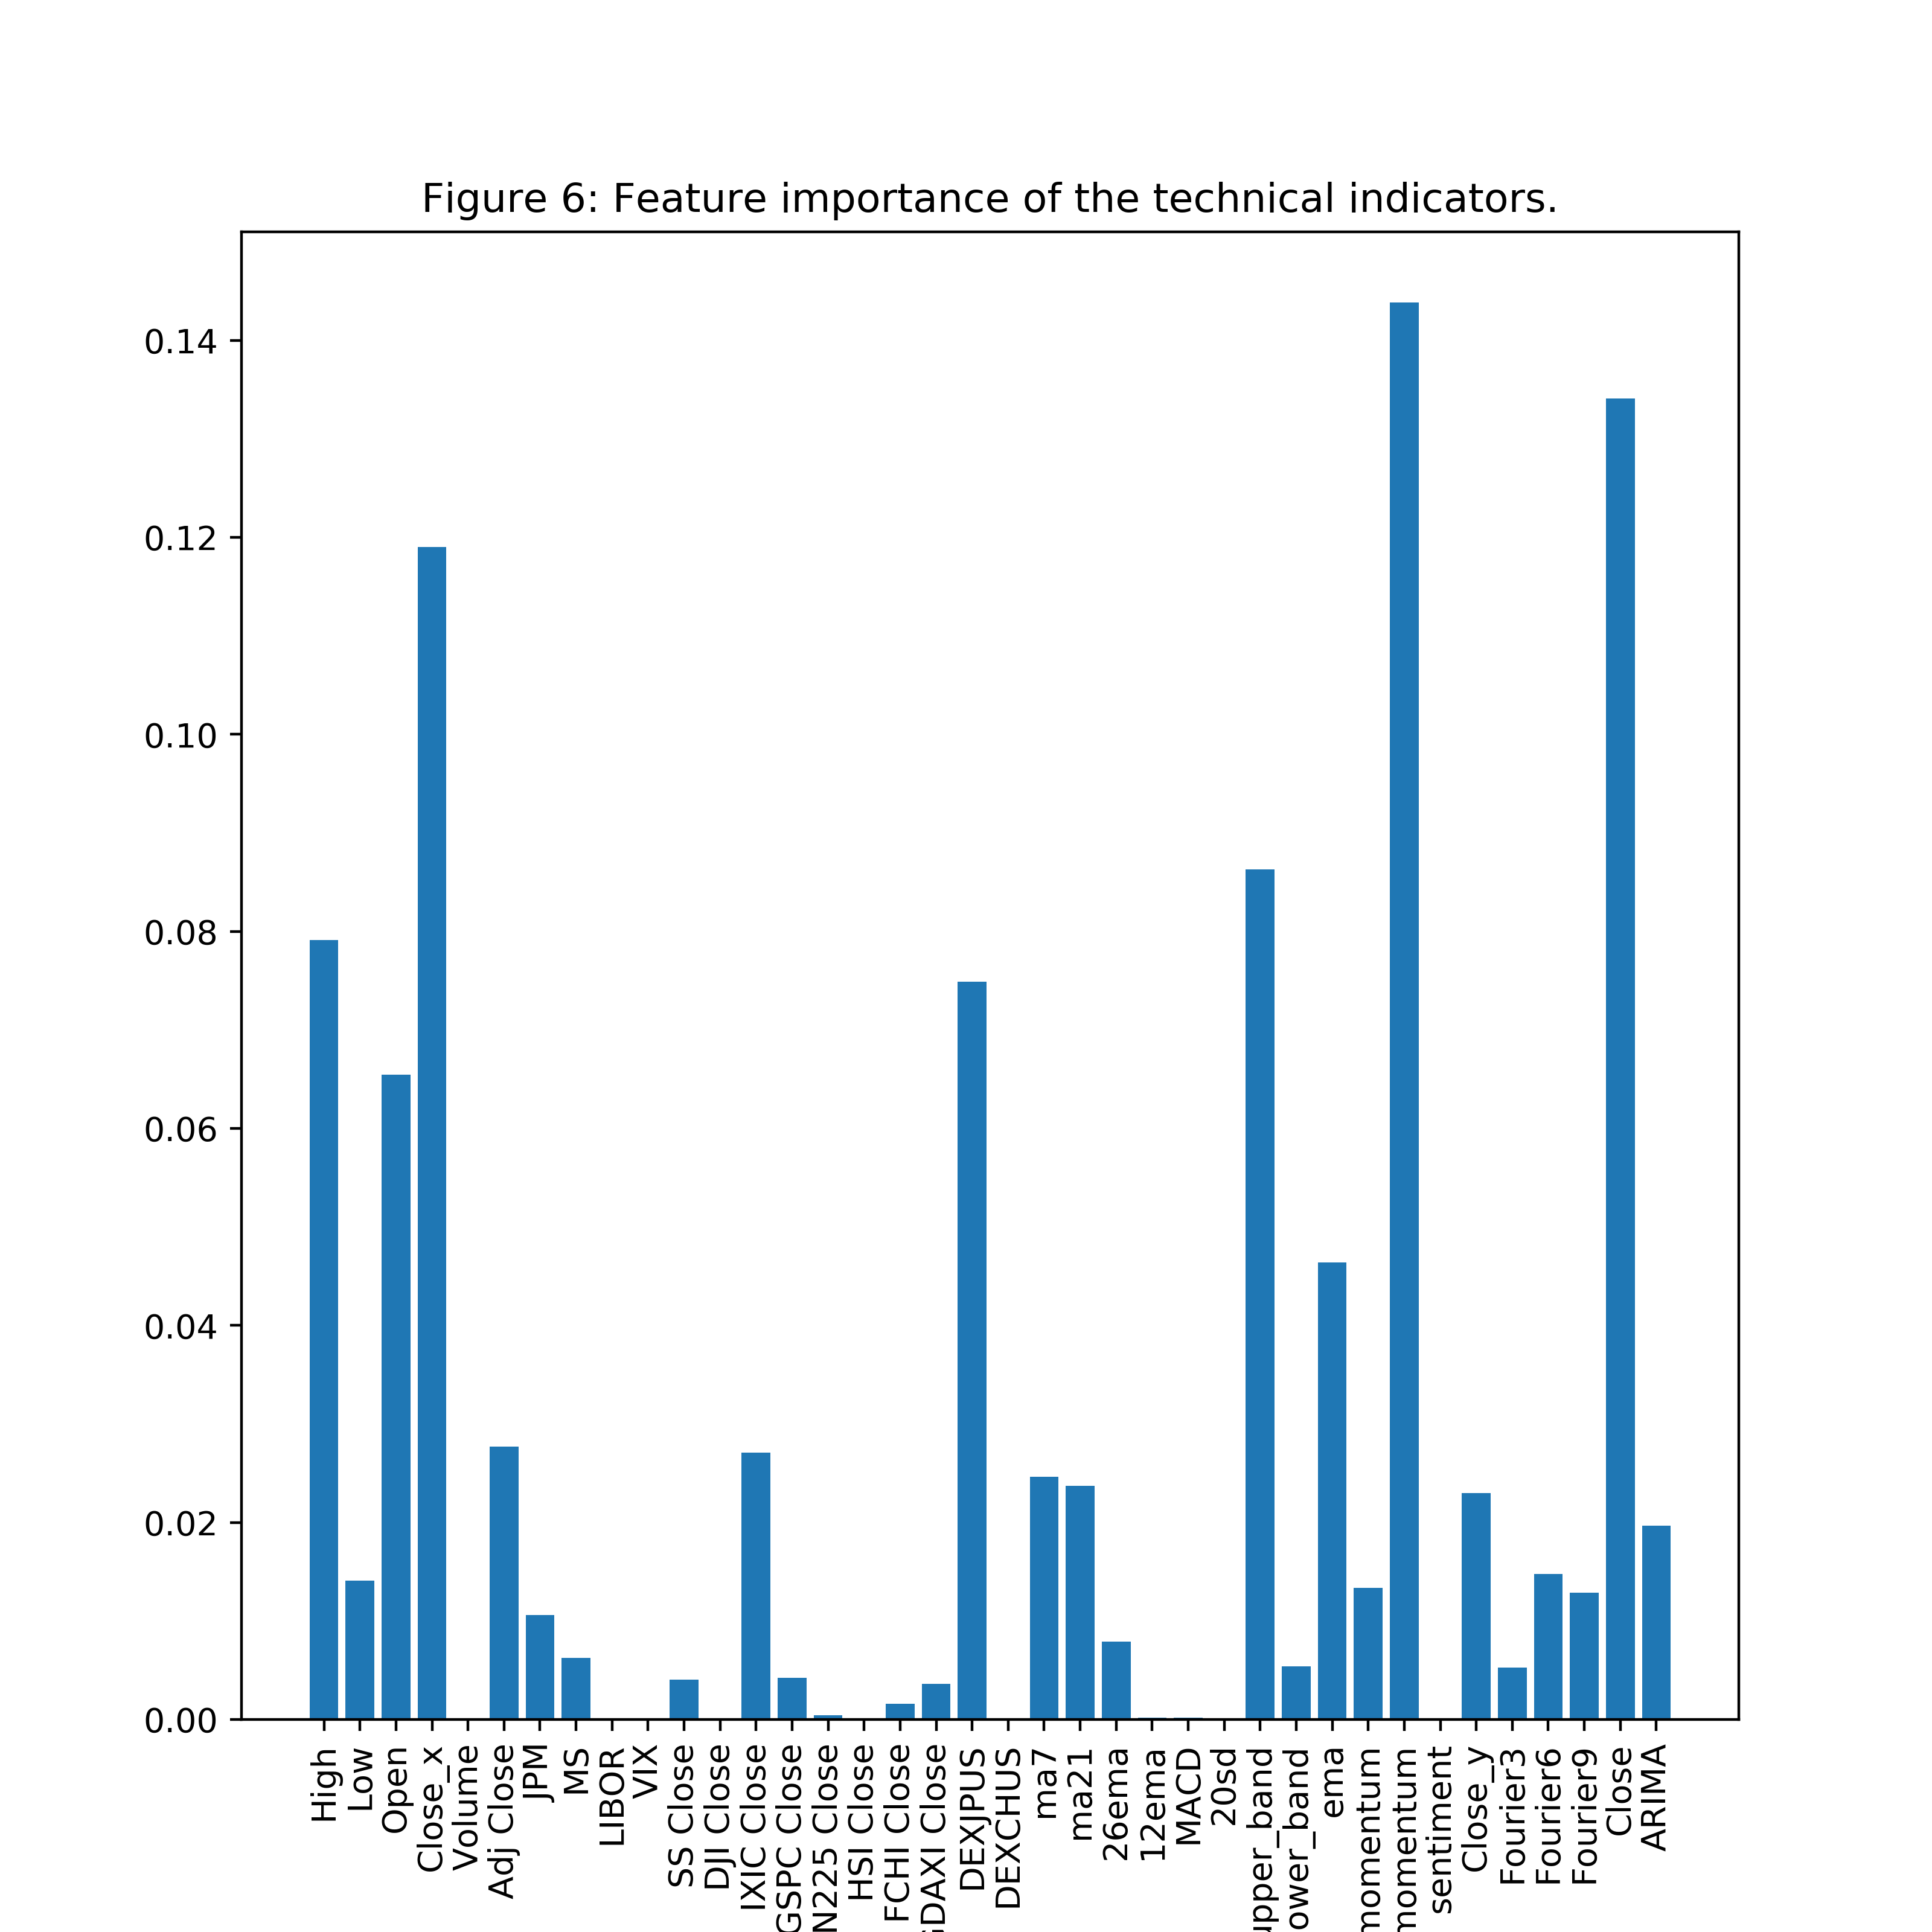 Figure 6: Feature importance of the technical indicators.
0.14
0.12
0.10
0.08
0.06
0.04
0.02
0.00
High
Low
Open
Close_x
Volume
Adj Close
JPM
MS
LIBOR
VIX
SS Close
DJI Close
IXIC Close
GSPC Close
N225 Close
HSI Close
FCHI Close
GDAXI Close
DEXJPUS
DEXCHUS
ma7
ma21
26ema
12ema
MACD
20sd
upper_band
ower_band
ema
momentum
momentum
sentiment
Close_y
Fourier3
Fourier6
Fourier9
Close
ARIMA